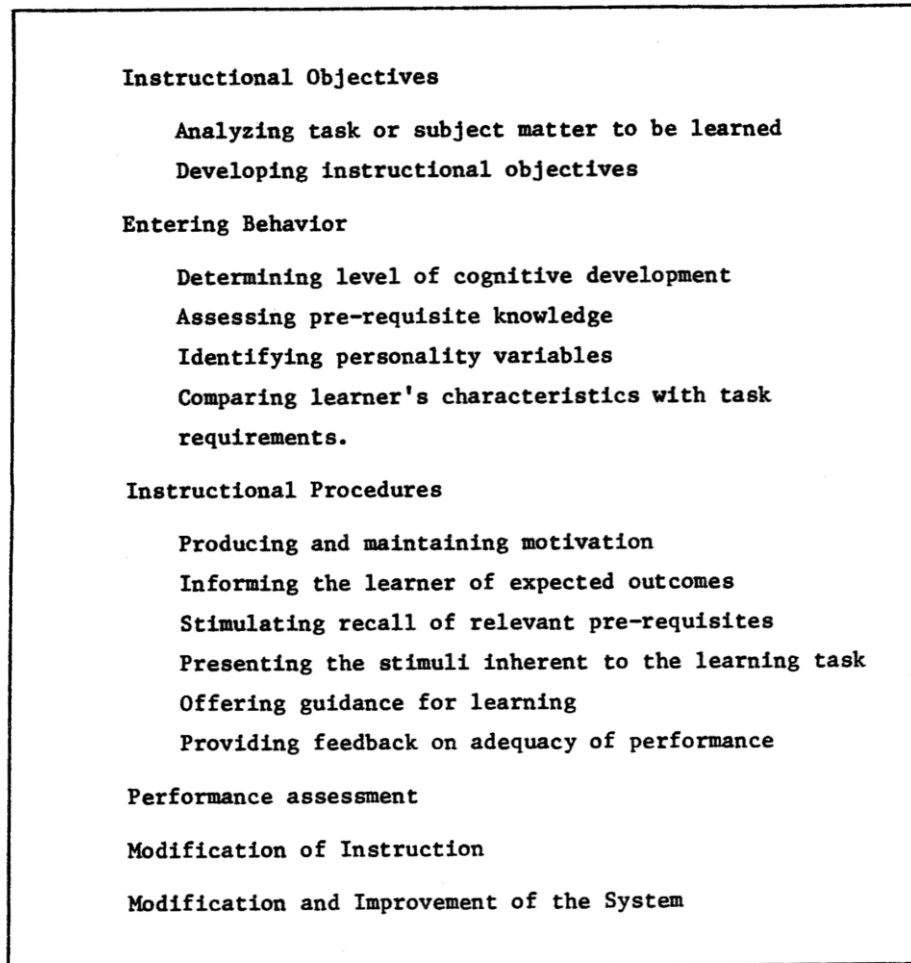 Instructional Objectives
Analyzing task or subject matter to be learned
Developing instructional objectives
Entering Behavior
Determining level of cognitive development
Assessing pre-requisite knowledge
Identifying personality variables
Comparing learner's characteristics with task
requirements.
Instructional Procedures
Producing and maintaining motivation
Informing the learner of expected outcomes
Stimulating recall of relevant pre-requisites
Presenting the stimuli inherent to the learning task
Offering guidance for learning
Providing feedback on adequacy of performance
Performance assessment
Modification of Instruction
Modification and Improvement of the System